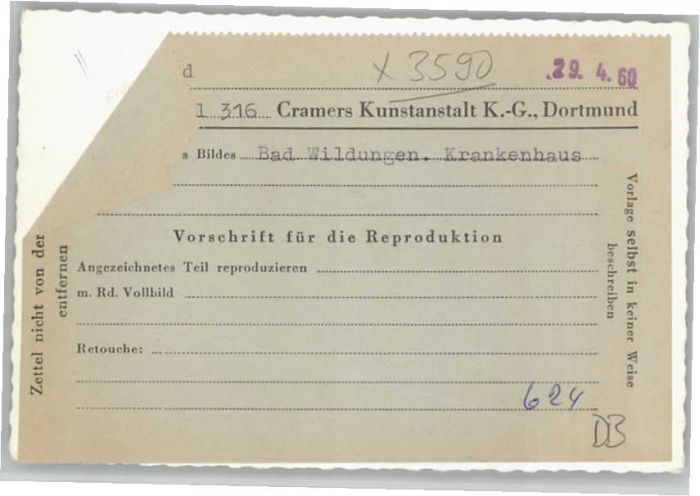 d x 3590 .29. 4. 60
1 316 Cramers Kunstanstalt K.-G., Dortmund
s Bildes Bad Wildungen. Krankenhaus
Vorschrift für die Reproduktion
Angezeichnetes Teil reproduzieren
m. Rd. Vollbild
Retouche:
624
DB
Zettel nicht von der
entfernen
Vorlage selbst in keiner Weise
beschreiben